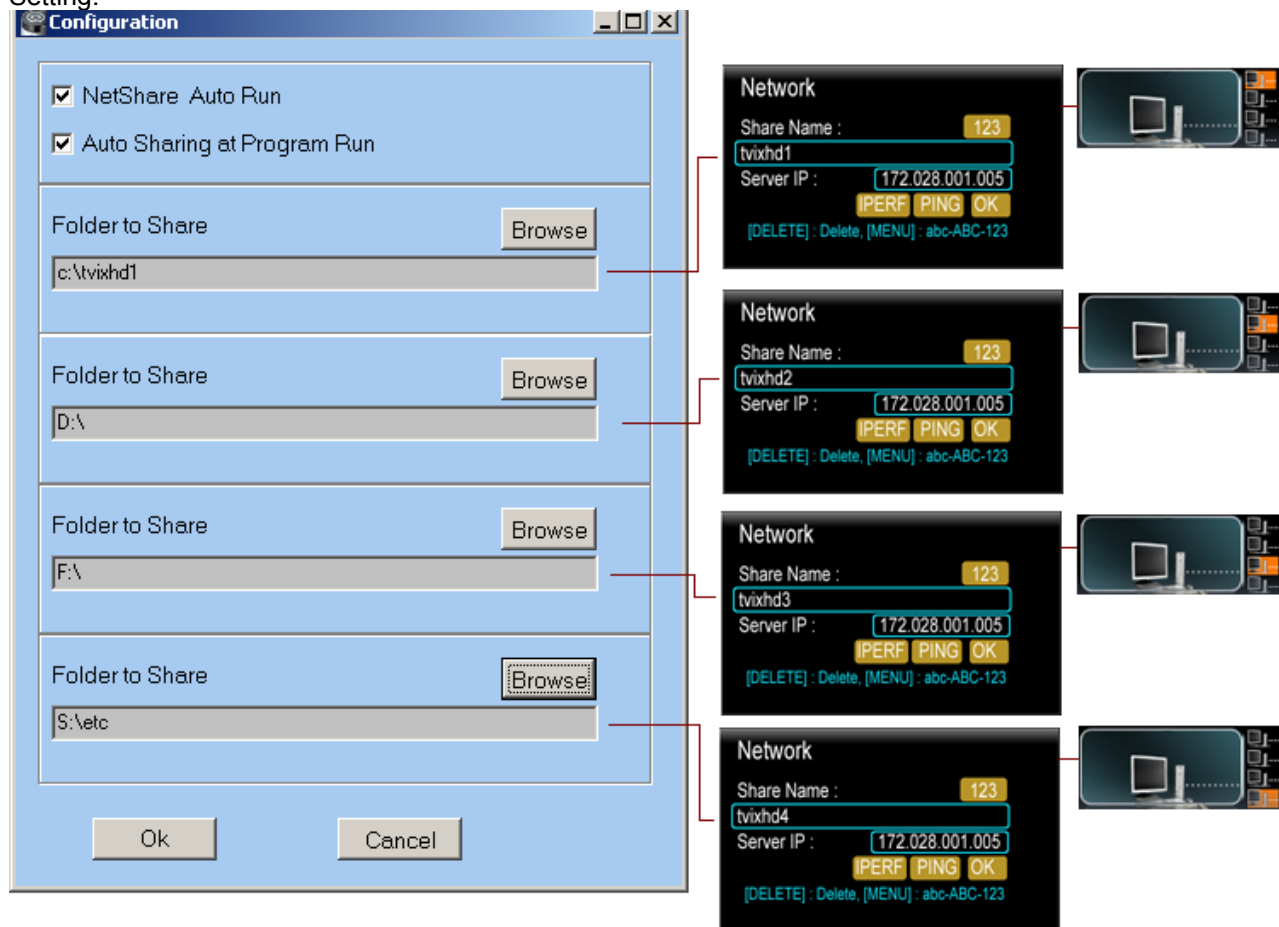 Setting:
Configuration
NetShare Auto Run
Auto Sharing at Program Run
Folder to Share
Browse
c:\tvixhd1
Folder to Share
Browse
D:\
Folder to Share
Browse
F:\
Folder to Share
Browse
S:\etc
Ok
Cancel
Network
Share Name :
123
tvixhd1
Server IP :
172.028.001.005
IPERF PING OK
[DELETE] : Delete, [MENU] : abc-ABC-123
Network
Share Name :
123
tvixhd2
Server IP :
172.028.001.005
IPERF PING OK
[DELETE] : Delete, [MENU] : abc-ABC-123
Network
Share Name :
123
tvixhd3
Server IP :
172.028.001.005
IPERF PING OK
[DELETE] : Delete, [MENU] : abc-ABC-123
Network
Share Name :
123
tvixhd4
Server IP :
172.028.001.005
IPERF PING OK
[DELETE] : Delete, [MENU] : abc-ABC-123